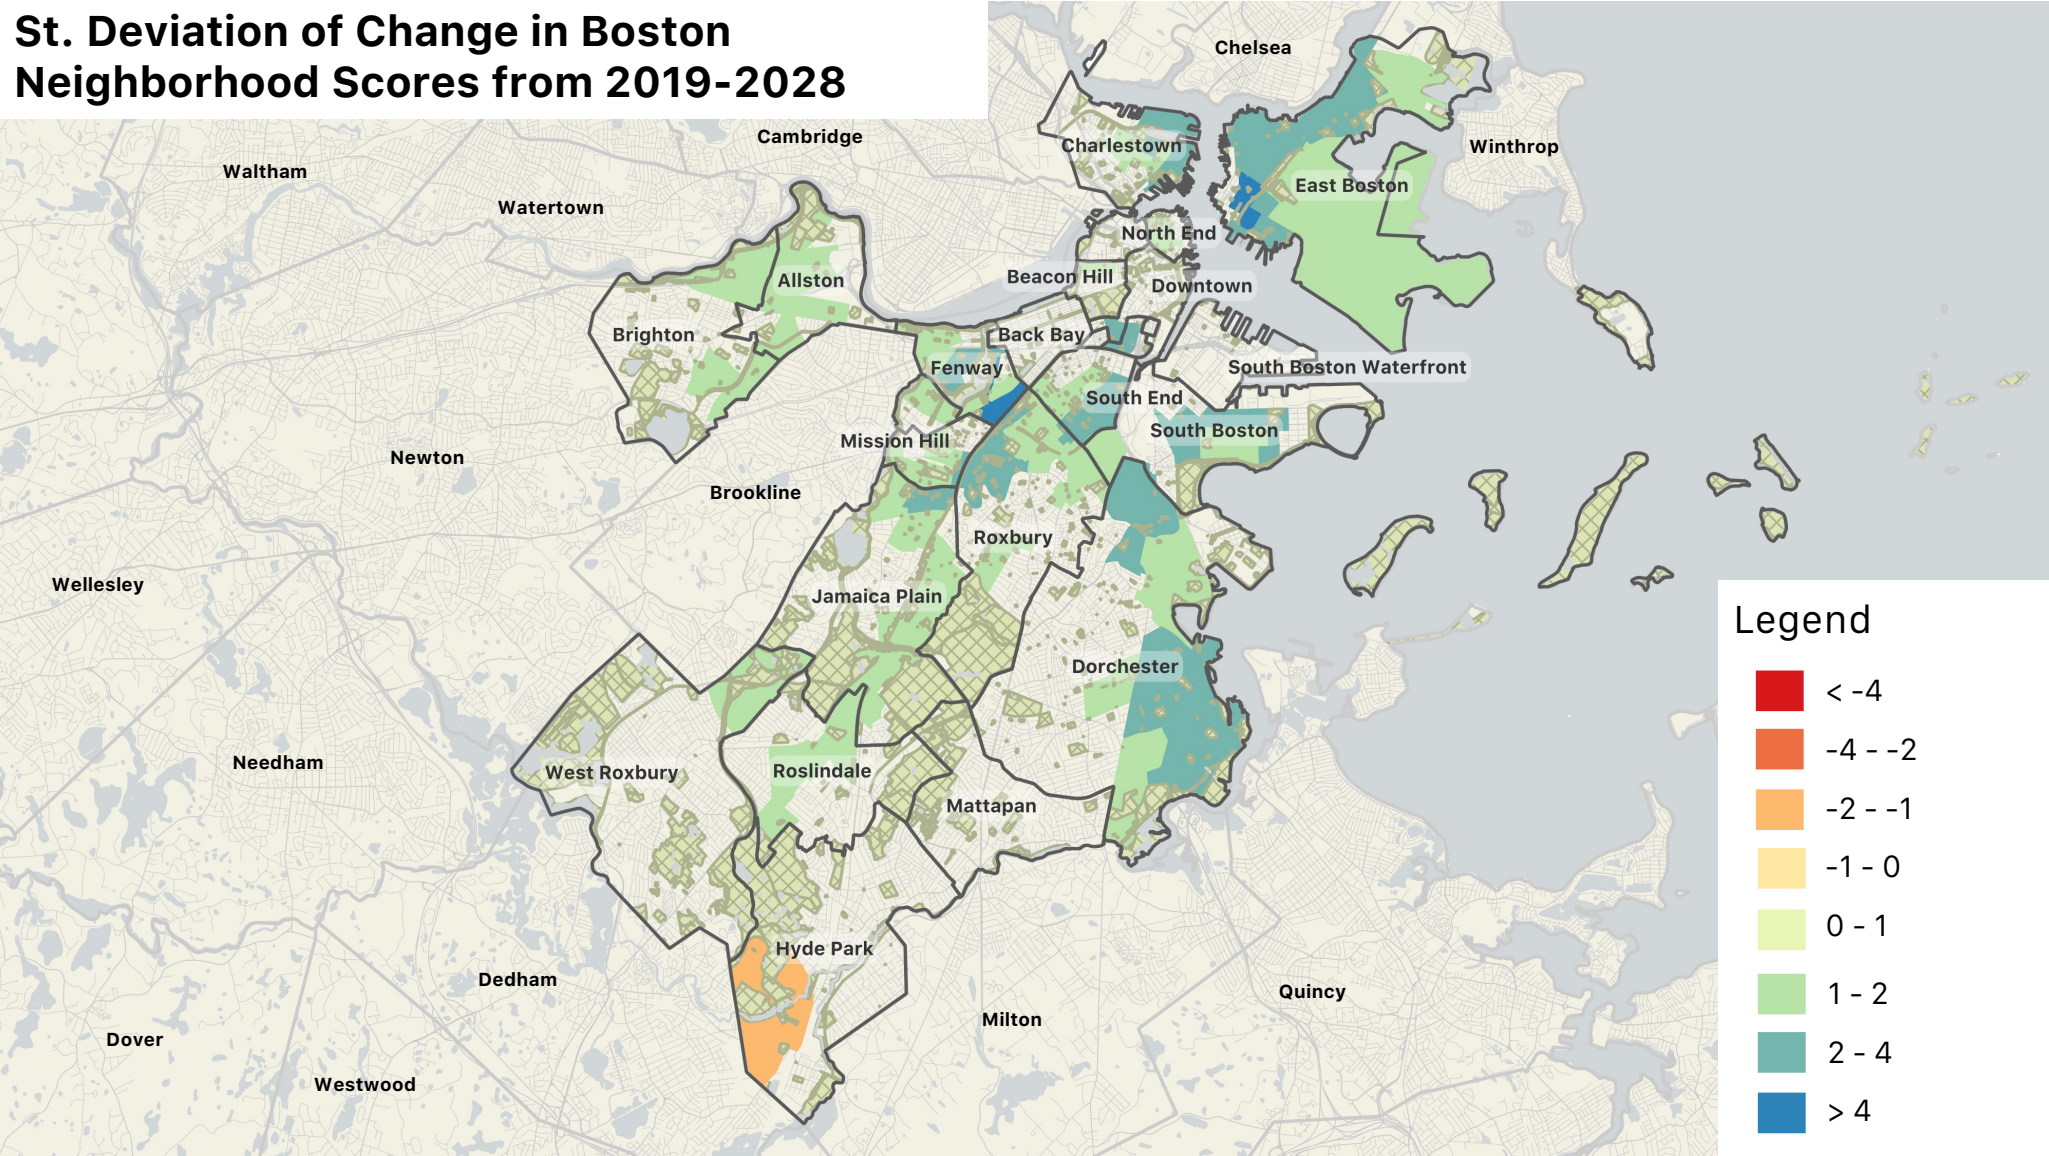 St. Deviation of Change in Boston
Neighborhood Scores from 2019-2028
Chelsea
Cambridge
Charlestown
Winthrop
Waltham
East Boston
Watertown
North End
Beacon Hill
Allston
Downtown
Brighton
Back Bay
Fenway
South Boston Waterfront
South End
South Boston
Mission Hill
Newton
Brookline
Roxbury
Wellesley
Jamaica Plain
Dorchester
Needham
West Roxbury
Roslindale
Mattapan
Hyde Park
Dedham
Quincy
Milton
Dover
Westwood
Legend
< -4
-4 - -2
-2 - -1
-1 - 0
0 - 1
1 - 2
2 - 4
> 4